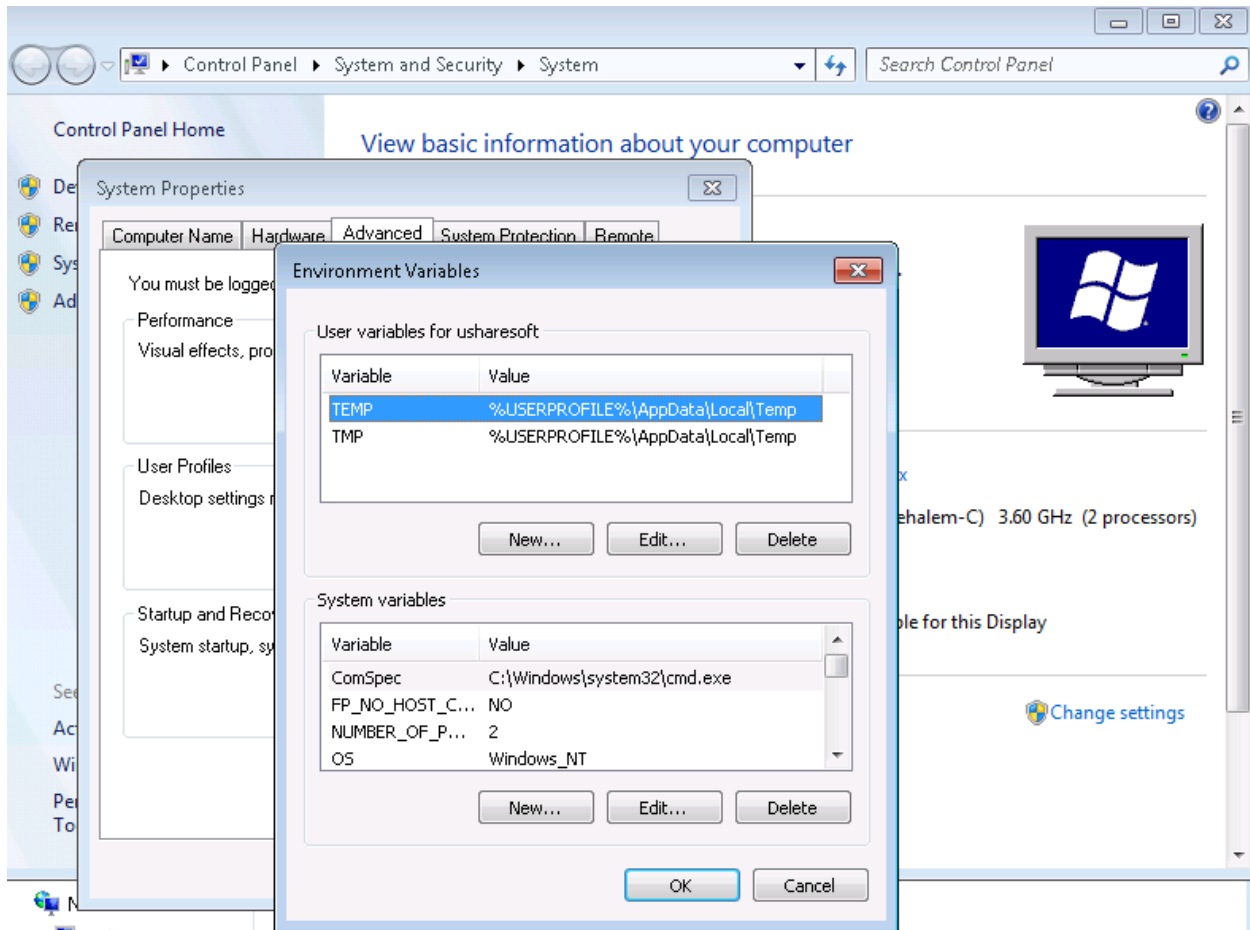 Control Panel ▸ System and Security ▸ System
Search Control Panel
Control Panel Home
View basic information about your computer
System Properties
Computer Name Hardware Advanced System Protection Remote
You must be logged
Performance
Visual effects, pro
User Profiles
Desktop settings
Startup and Reco
System startup, sy
Environment Variables
User variables for usharesoft
Variable Value
TEMP %USERPROFILE%\AppData\Local\Temp
TMP %USERPROFILE%\AppData\Local\Temp
New... Edit... Delete
System variables
Variable Value
ComSpec C:\Windows\system32\cmd.exe
FP_NO_HOST_C... NO
NUMBER_OF_P... 2
OS Windows_NT
New... Edit... Delete
OK Cancel
ehalem-C) 3.60 GHz (2 processors)
ble for this Display
Change settings